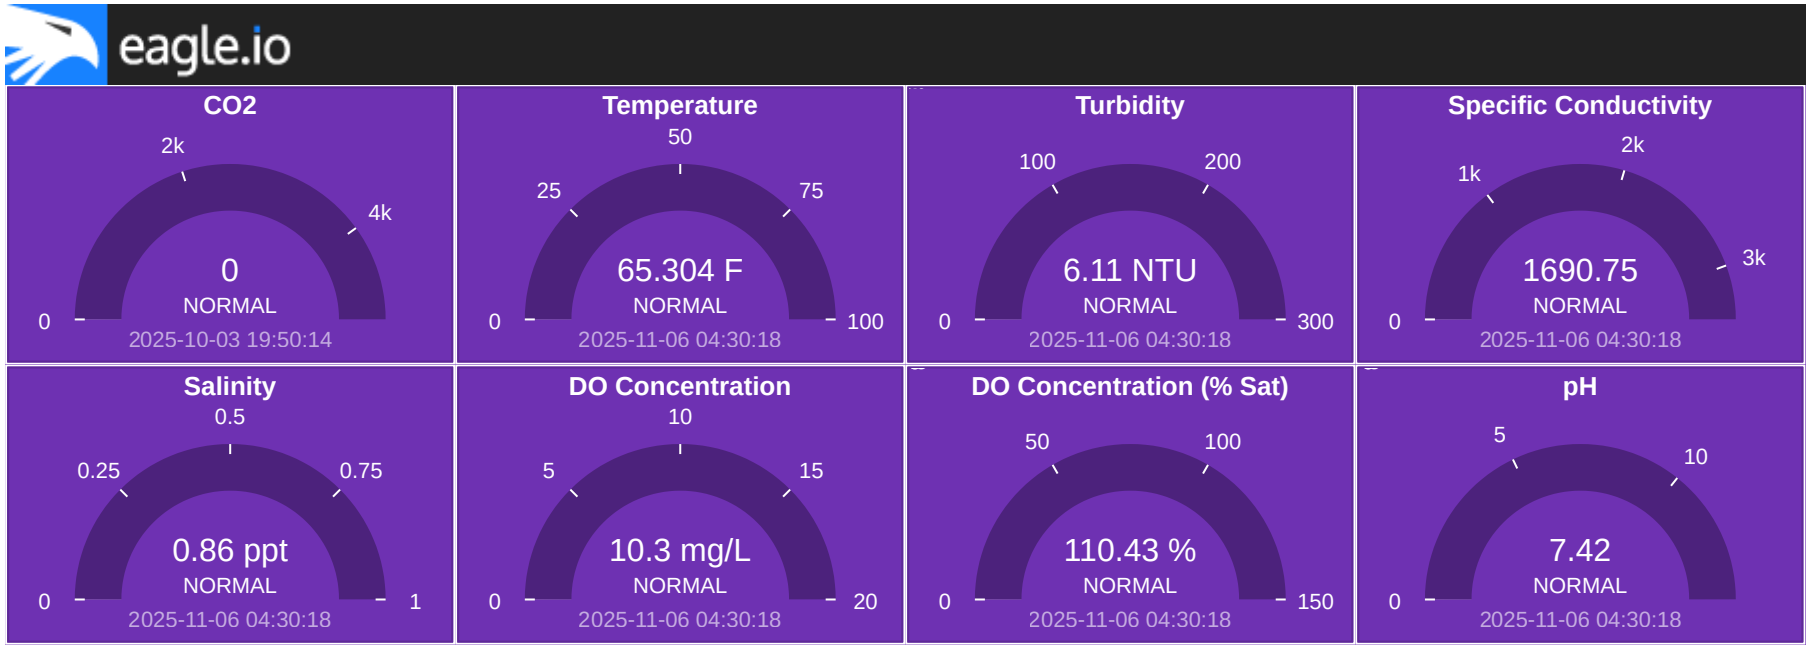 eagle.io
CO2
2k
4k
0
0
NORMAL
2025-10-03 19:50:14
Temperature
50
25
75
65.304 F
NORMAL
0
100
2025-11-06 04:30:18
Turbidity
100
200
6.11 NTU
NORMAL
0
300
2025-11-06 04:30:18
Specific Conductivity
2k
1k
3k
1690.75
NORMAL
0
2025-11-06 04:30:18
Salinity
0.5
0.25
0.75
0.86 ppt
NORMAL
0
1
2025-11-06 04:30:18
DO Concentration
10
5
15
10.3 mg/L
NORMAL
0
20
2025-11-06 04:30:18
DO Concentration (% Sat)
50
100
110.43 %
NORMAL
0
150
2025-11-06 04:30:18
pH
5
10
7.42
NORMAL
0
2025-11-06 04:30:18